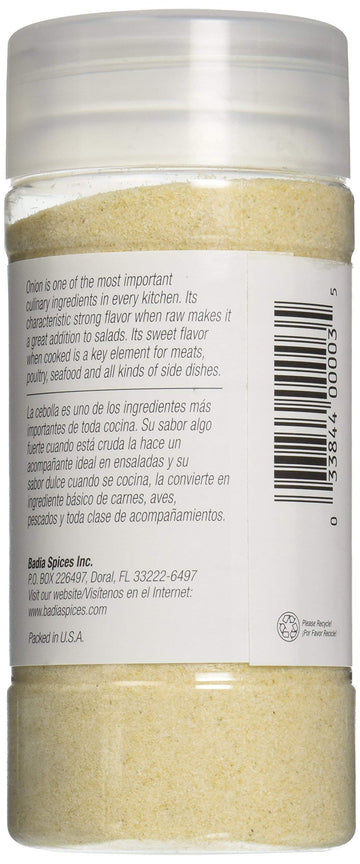 Onion is one of the most important
culinary ingredients in every kitchen. Its
characteristic strong flavor when raw makes it
a great addition to salads. Its sweet flavor
when cooked is a key element for meats,
poultry, seafood and all kinds of side dishes.
La cebolla es uno de los ingredientes más
importantes de toda cocina. Su sabor algo
fuerte cuando está cruda la hace un
acompañante ideal en ensaladas y su
sabor dulce cuando se cocina, la convierte en
ingrediente básico de carnes, aves,
pescados y toda clase de acompañamientos.
Badia Spices Inc.
P.O. BOX 226497, Doral, FL 33222-6497
Visit our website/Visítenos en el Internet:
www.badiaspices.com
Packed in U.S.A.
0 33844 00003 5
Please Recycle!
¡Por Favor Recicle!